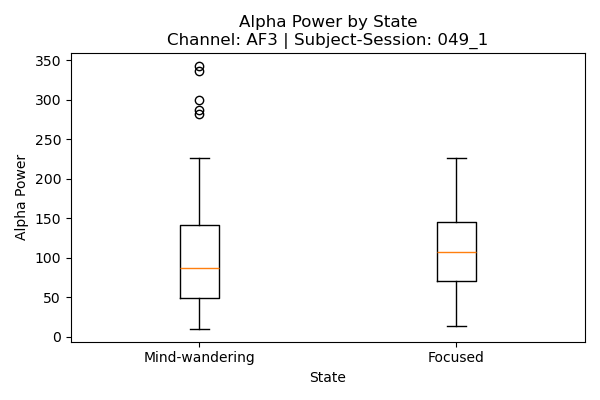 Alpha Power by State
Channel: AF3 | Subject-Session: 049_1
350
300
250
200
150
100
50
0
Alpha Power
Mind-wandering
Focused
State